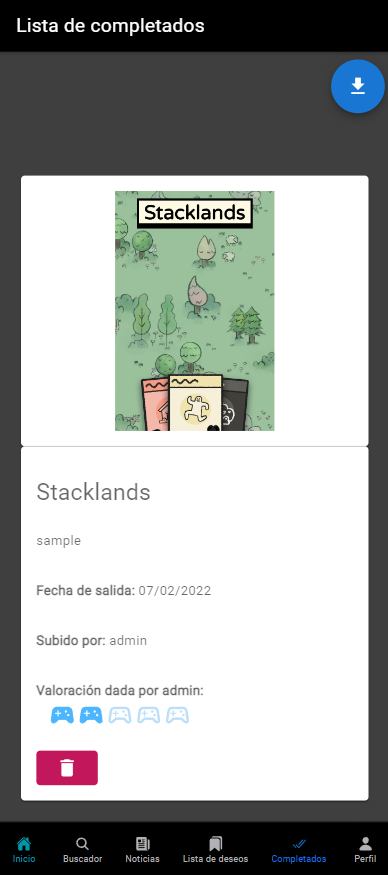 Lista de completados
Stacklands
Stacklands
sample
Fecha de salida: 07/02/2022
Subido por: admin
Valoración dada por admin:
Inicio
Buscador
Noticias
Lista de deseos
Completados
Perfil